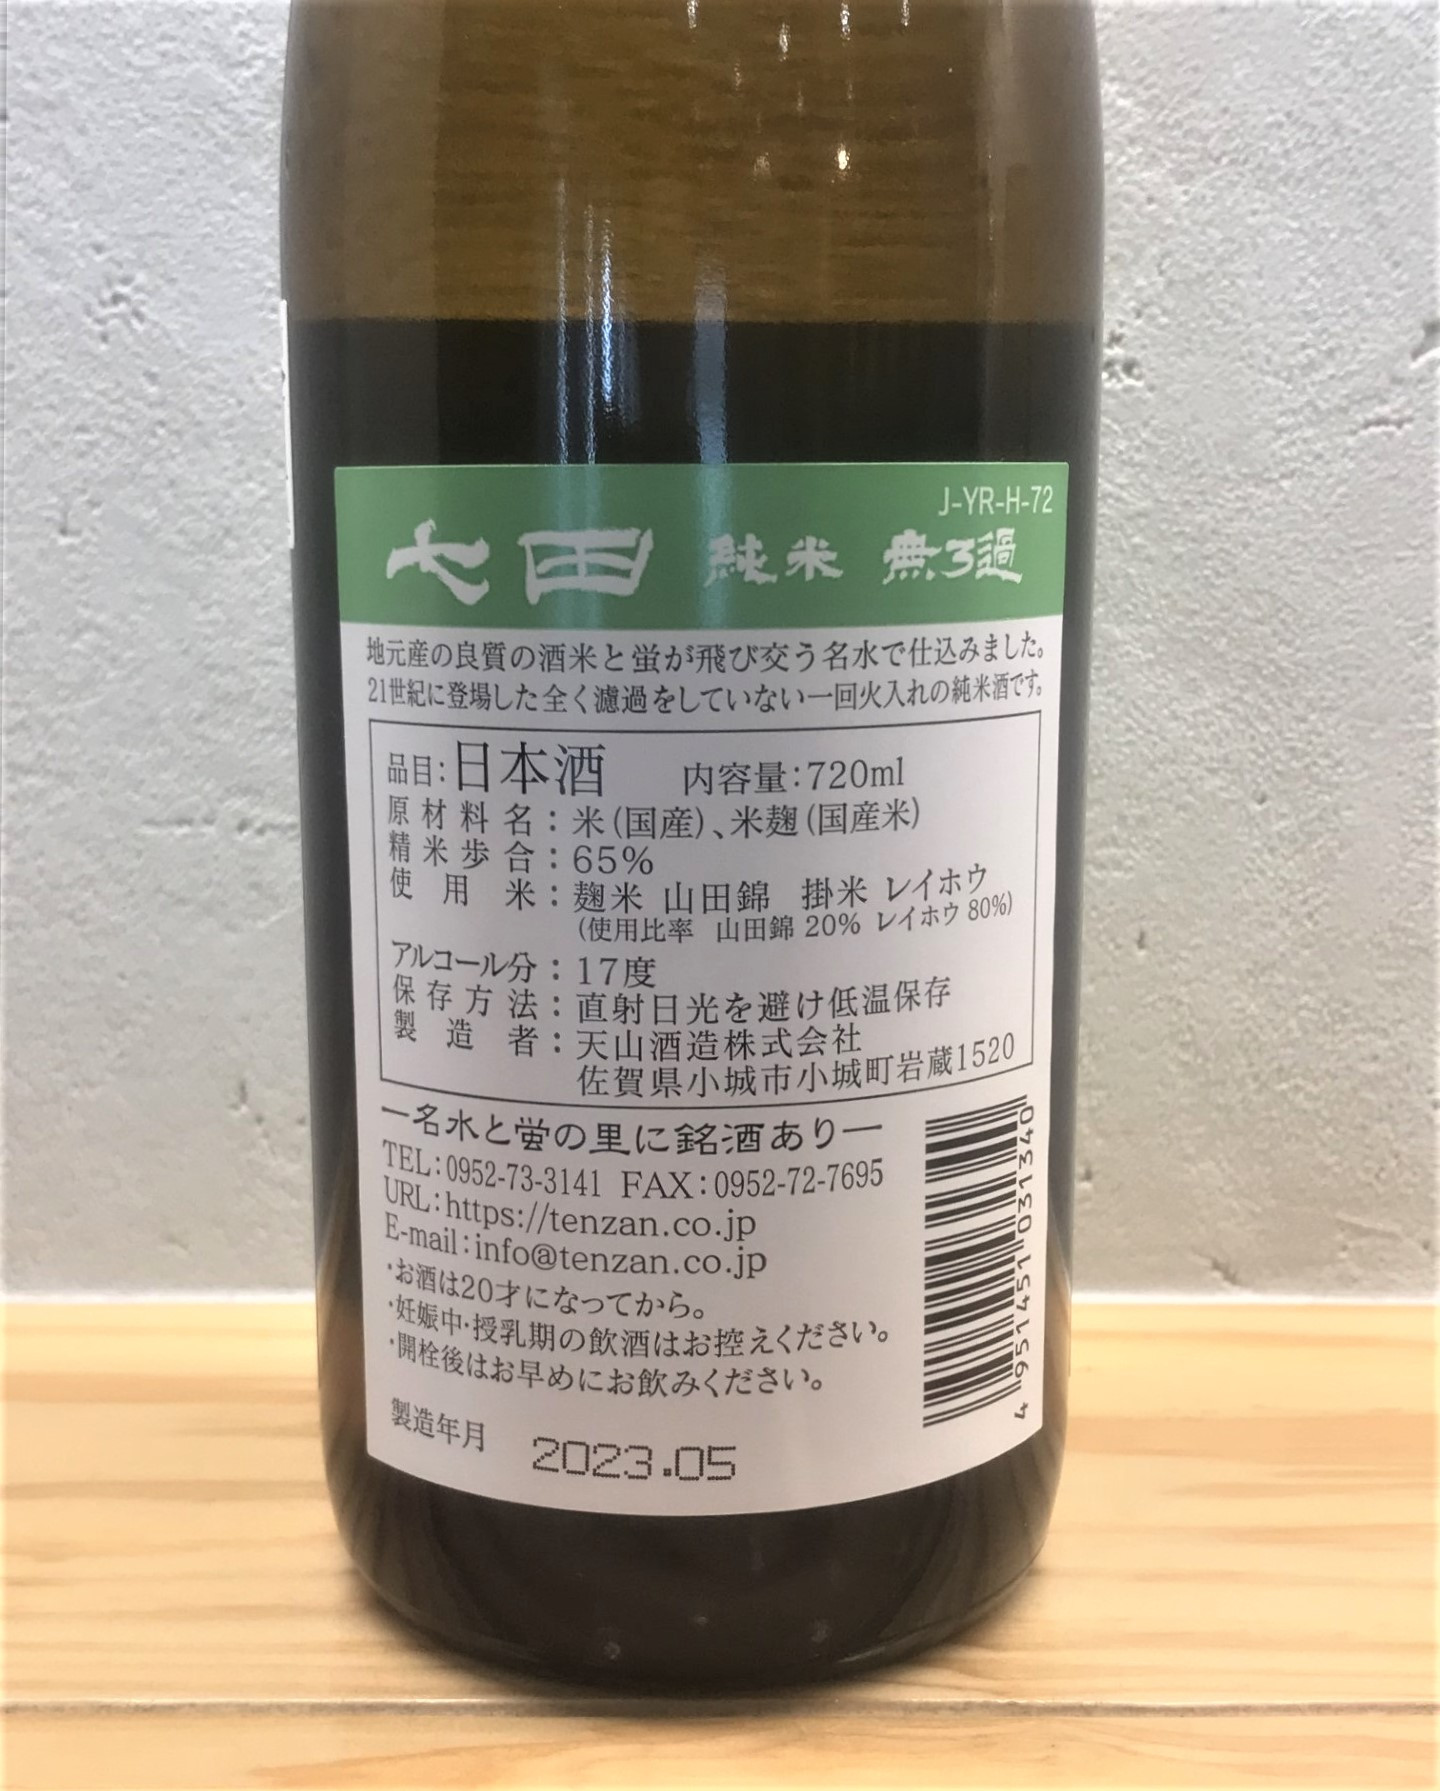 J-YR-H-72
七田 純米 無ろ過
地元産の良質の酒米と蛍が飛び交う名水で仕込みました。
21世紀に登場した全く濾過をしていない一回火入れの純米酒です。
品目:日本酒 内容量:720ml
原材料名:米(国産)、米麹(国産米)
精米歩合:65%
使用米:麹米 山田錦 掛米 レイホウ
(使用比率 山田錦 20% レイホウ 80%)
アルコール分:17度
保存方法:直射日光を避け低温保存
製造者:天山酒造株式会社
佐賀県小城市小城町岩蔵1520
―名水と蛍の里に銘酒あり―
TEL:0952-73-3141 FAX:0952-72-7695
URL:https://tenzan.co.jp
E-mail:info@tenzan.co.jp
・お酒は20才になってから。
・妊娠中・授乳期の飲酒はお控えください。
・開栓後はお早めにお飲みください。
製造年月 2023.05
4951451031340